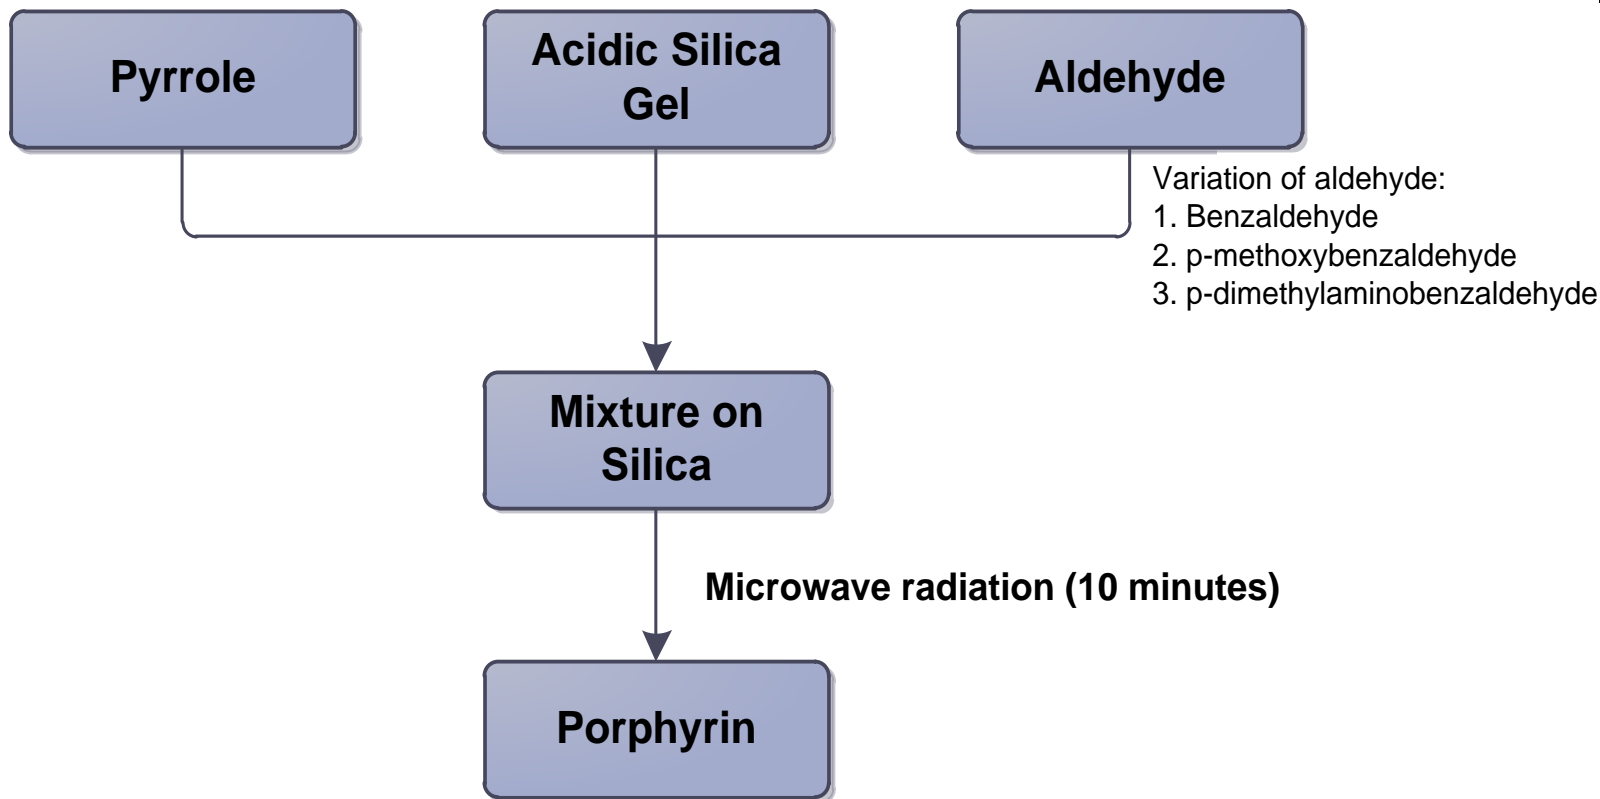 Pyrrole
Acidic Silica
Gel
Aldehyde
Variation of aldehyde:
1. Benzaldehyde
2. p-methoxybenzaldehyde
3. p-dimethylaminobenzaldehyde
Mixture on
Silica
Microwave radiation (10 minutes)
Porphyrin